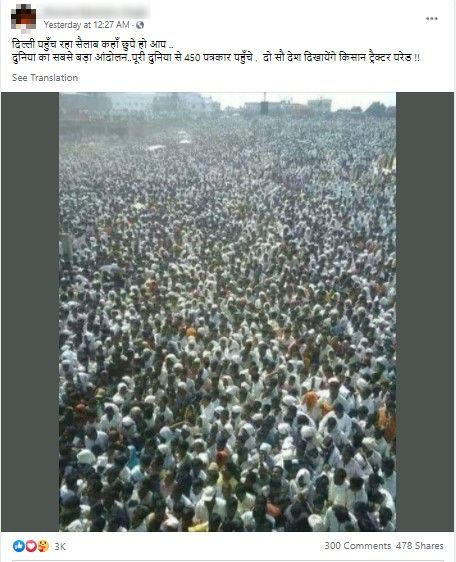 Yesterday at 12:27 AM ·
दिल्ली पहुँच रहा सैलाब कहाँ छुपे हो आप ..
दुनिया का सबसे बड़ा आंदोलन..पूरी दुनिया से 450 पत्रकार पहुँचे , दो सौ देश दिखायेंगे किसान ट्रैक्टर परेड !!
See Translation
3K
300 Comments 478 Shares